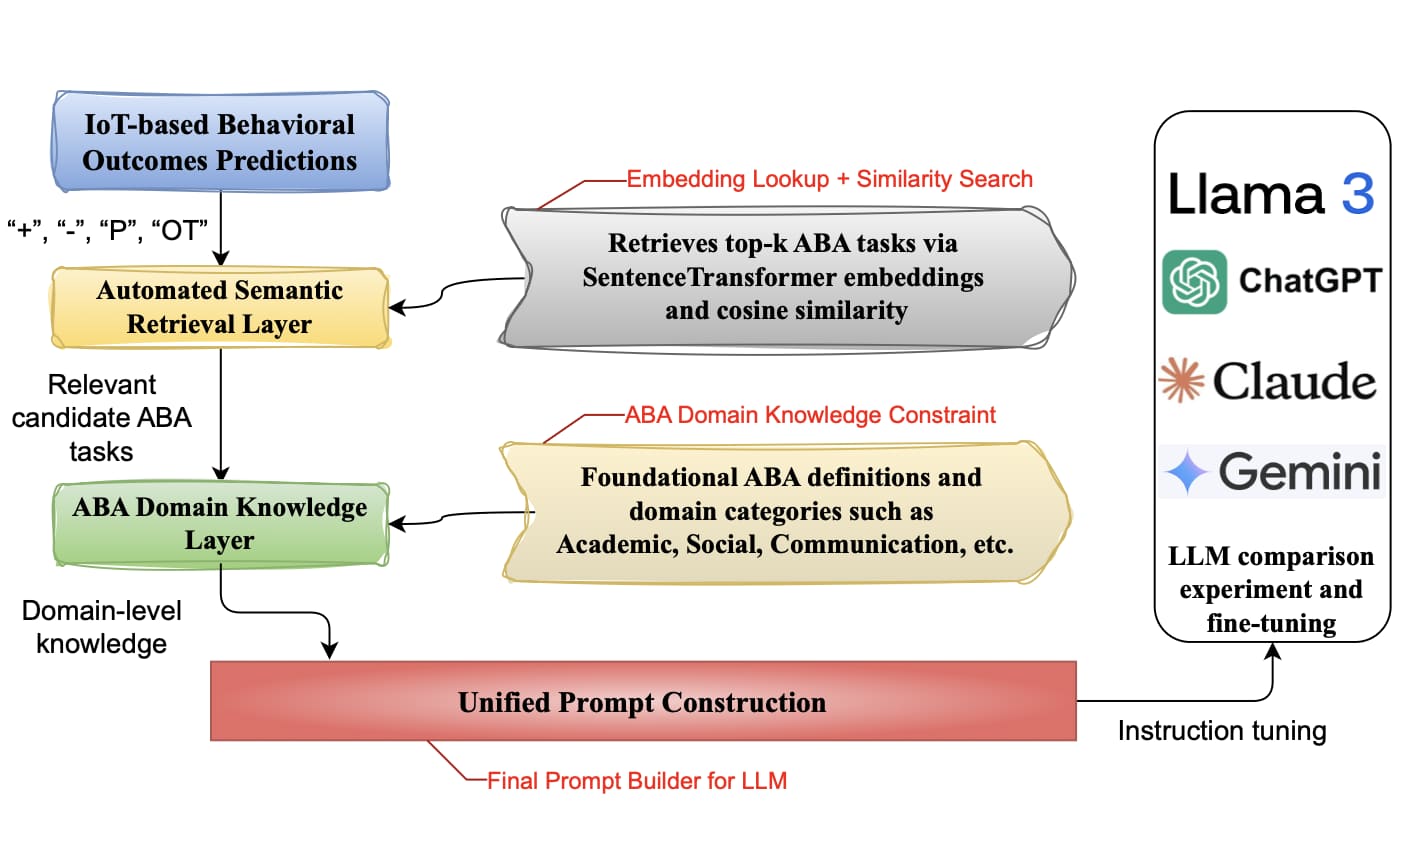 IoT-based Behavioral
Outcomes Predictions
“+”, “-”, “P”, “OT”
Embedding Lookup + Similarity Search
Retrieves top-k ABA tasks via
SentenceTransformer embeddings
and cosine similarity
Automated Semantic
Retrieval Layer
Relevant
candidate ABA
tasks
ABA Domain Knowledge Constraint
Foundational ABA definitions and
domain categories such as
Academic, Social, Communication, etc.
ABA Domain Knowledge
Layer
Domain-level
knowledge
Unified Prompt Construction
Final Prompt Builder for LLM
Instruction tuning
Llama 3
ChatGPT
Claude
Gemini
LLM comparison
experiment and
fine-tuning